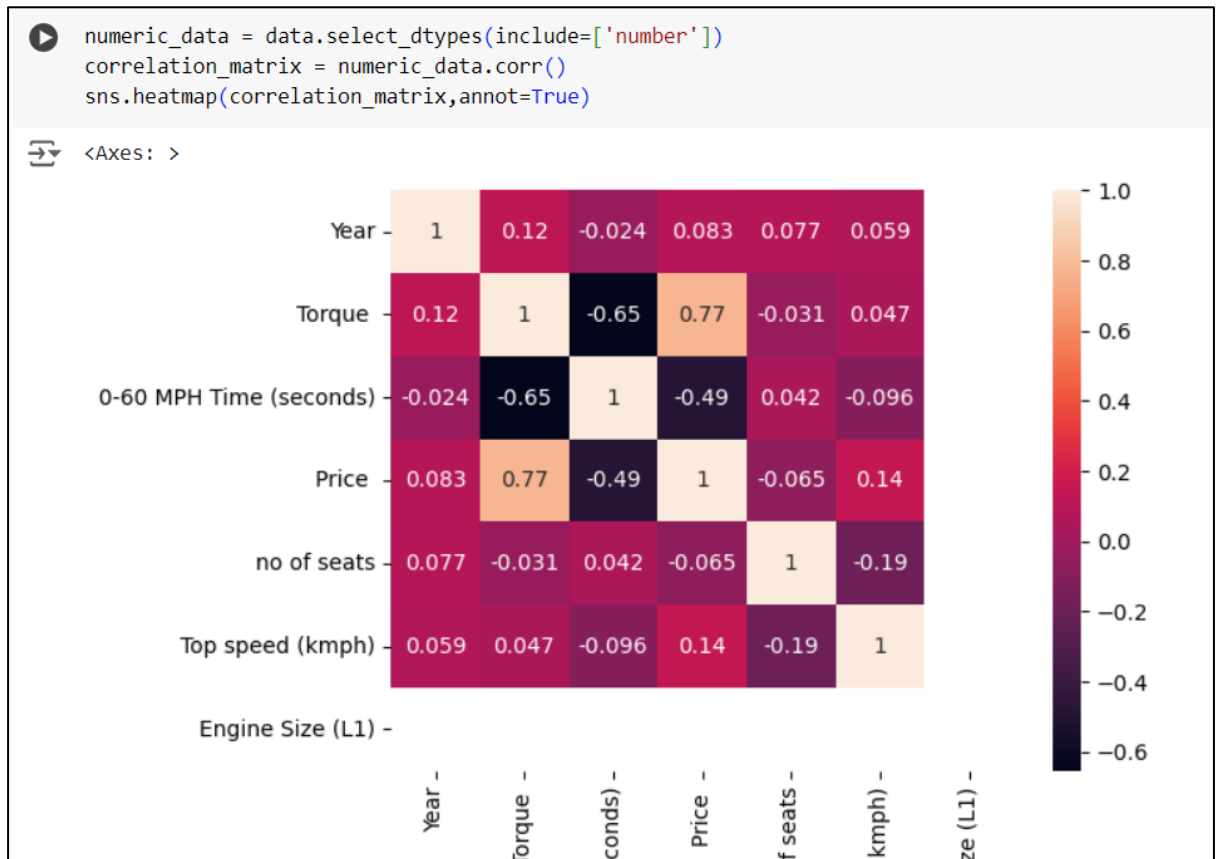 numeric_data = data.select_dtypes(include=['number'])
correlation_matrix = numeric_data.corr()
sns.heatmap(correlation_matrix,annot=True)
<Axes: >
Year 1 0.12 -0.024 0.083 0.077 0.059
Torque 0.12 1 -0.65 0.77 -0.031 0.047
0-60 MPH Time (seconds) -0.024 -0.65 1 -0.49 0.042 -0.096
Price 0.083 0.77 -0.49 1 -0.065 0.14
no of seats 0.077 -0.031 0.042 -0.065 1 -0.19
Top speed (kmph) 0.059 0.047 -0.096 0.14 -0.19 1
Engine Size (L1)
1.0
0.8
0.6
0.4
0.2
0.0
−0.2
−0.4
−0.6
Year
Torque
conds)
Price
f seats
kmph)
ze (L1)